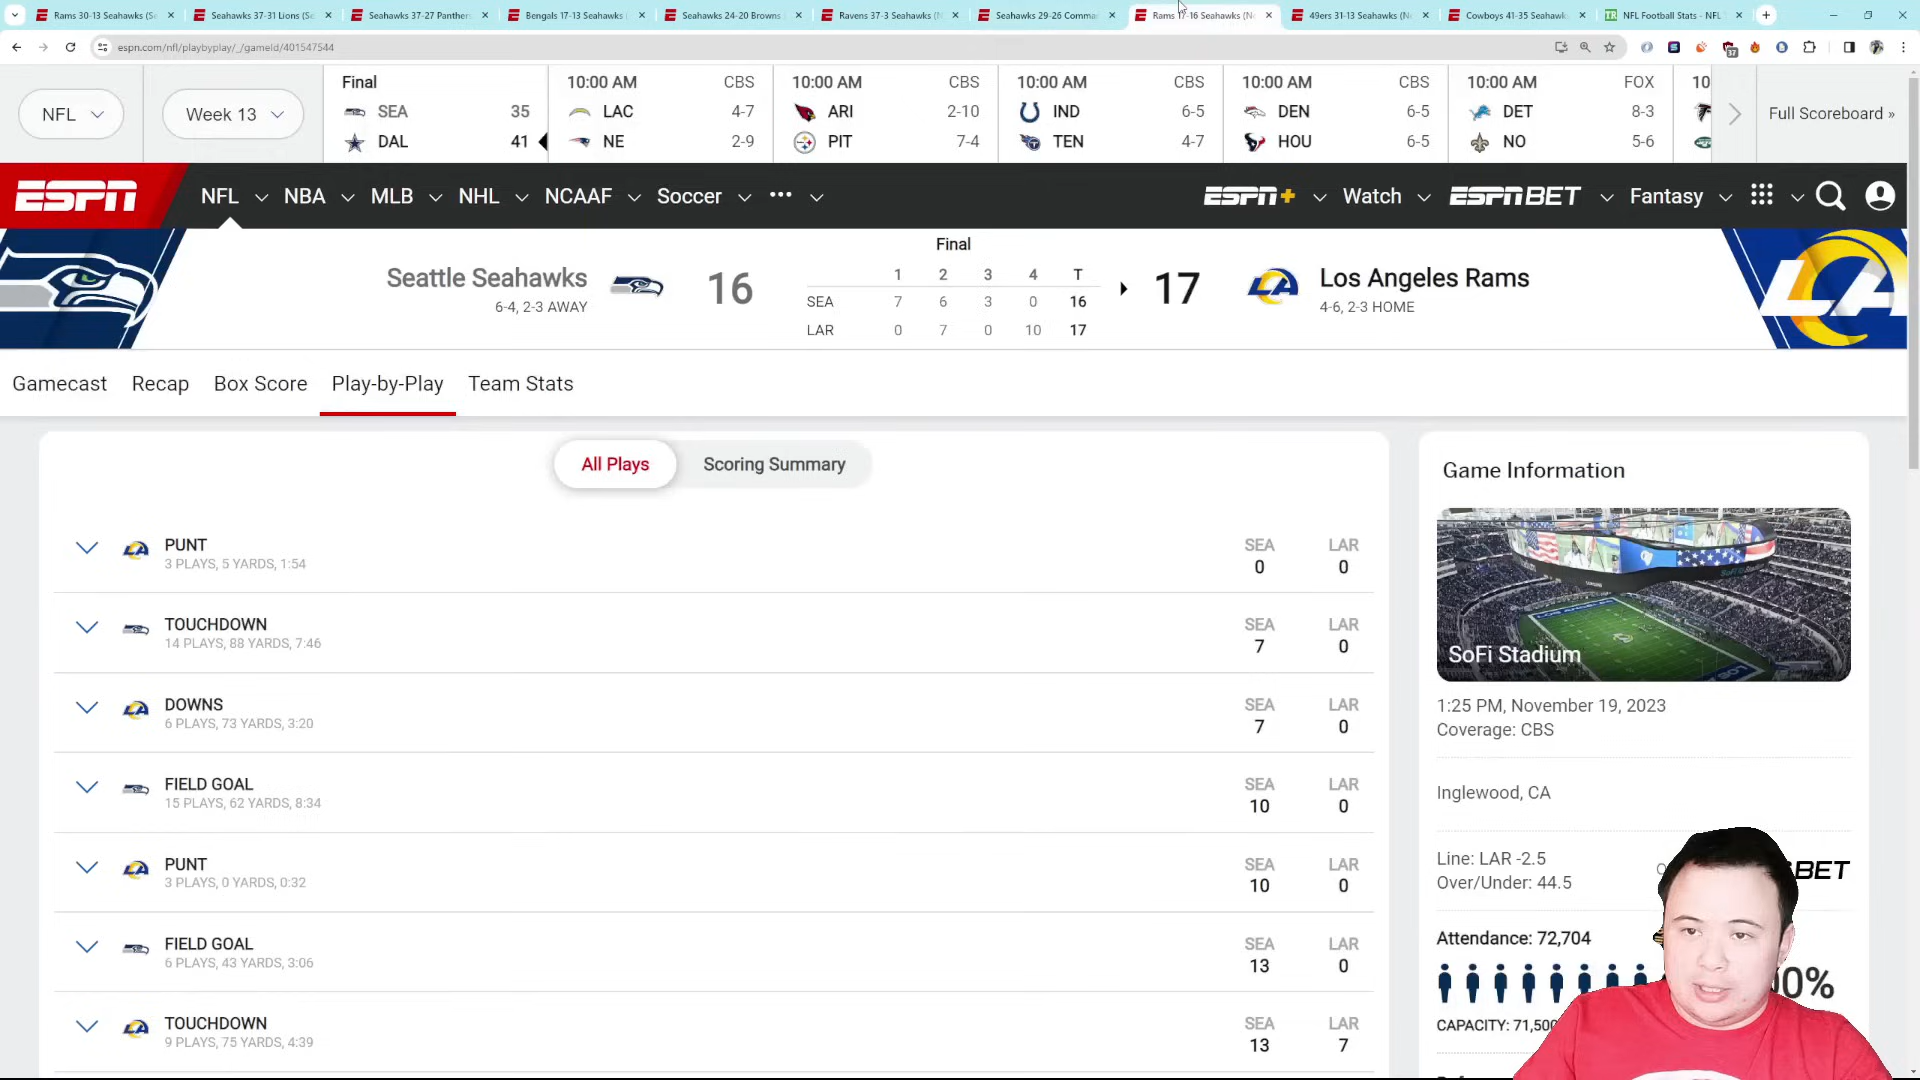 Rams 30-13 Seahawks (S
Seahawks 37-31 Lions (Se
Seahawks 37-27 Panther
Bengals 17-13 Seahawks (
Seahawks 24-20 Browns
Ravens 37-3 Seahawks (N
Seahawks 29-26 Comma
Rams 17-16 Seahawks (N
49ers 31-13 Seahawks (N
Cowboys 41-35 Seahawk
NFL Football Stats - NFL
espn.com/nfl/playbyplay/_/gameId/401547544
NFL
Week 13
Final
SEA 35
DAL 41
10:00 AM CBS
LAC 4-7
NE 2-9
10:00 AM CBS
ARI 2-10
PIT 7-4
10:00 AM CBS
IND 6-5
TEN 4-7
10:00 AM CBS
DEN 6-5
HOU 6-5
10:00 AM FOX
DET 8-3
NO 5-6
10
Full Scoreboard »
ESPN NFL NBA MLB NHL NCAAF Soccer ••• ESPN+ Watch ESPN BET Fantasy
Seattle Seahawks
6-4, 2-3 AWAY
16
Final
1 2 3 4 T
SEA 7 6 3 0 16
LAR 0 7 0 10 17
17
Los Angeles Rams
4-6, 2-3 HOME
Gamecast Recap Box Score Play-by-Play Team Stats
All Plays Scoring Summary
PUNT SEA LAR
3 PLAYS, 5 YARDS, 1:54 0 0
TOUCHDOWN SEA LAR
14 PLAYS, 88 YARDS, 7:46 7 0
DOWNS SEA LAR
6 PLAYS, 73 YARDS, 3:20 7 0
FIELD GOAL SEA LAR
15 PLAYS, 62 YARDS, 8:34 10 0
PUNT SEA LAR
3 PLAYS, 0 YARDS, 0:32 10 0
FIELD GOAL SEA LAR
6 PLAYS, 43 YARDS, 3:06 13 0
TOUCHDOWN SEA LAR
9 PLAYS, 75 YARDS, 4:39 13 7
Game Information
SoFi Stadium
1:25 PM, November 19, 2023
Coverage: CBS
Inglewood, CA
Line: LAR -2.5
Over/Under: 44.5
BET
Attendance: 72,704
00%
CAPACITY: 71,500